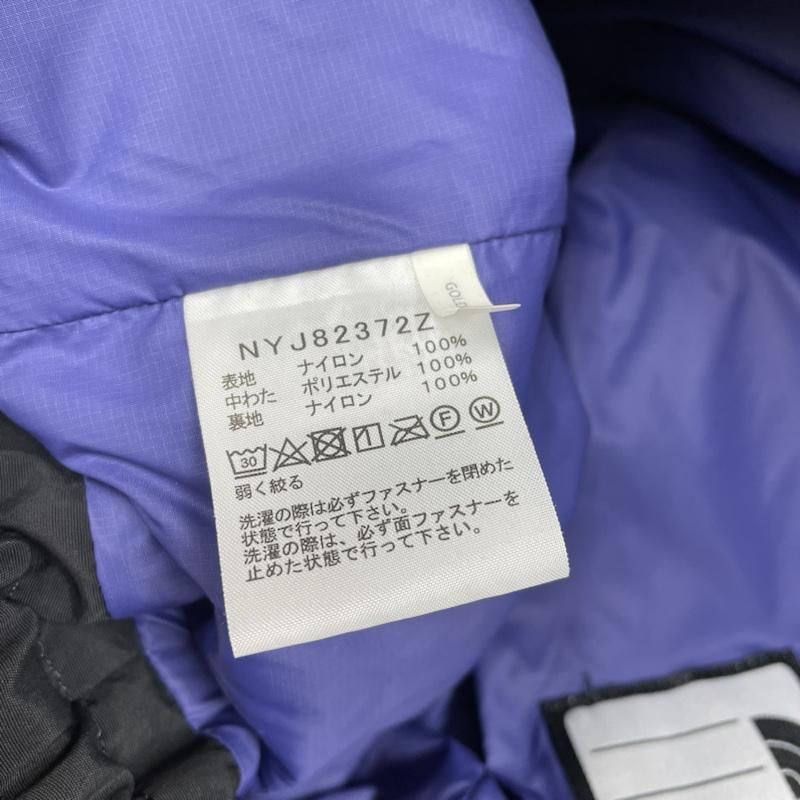 GOLD
NYJ82372Z
表地 ナイロン 100%
中わた ポリエステル 100%
裏地 ナイロン 100%
30 F W
弱く絞る
洗濯の際は必ずファスナーを閉めた
状態で行って下さい。
洗濯の際は、必ず面ファスナーを
止めた状態で行って下さい。